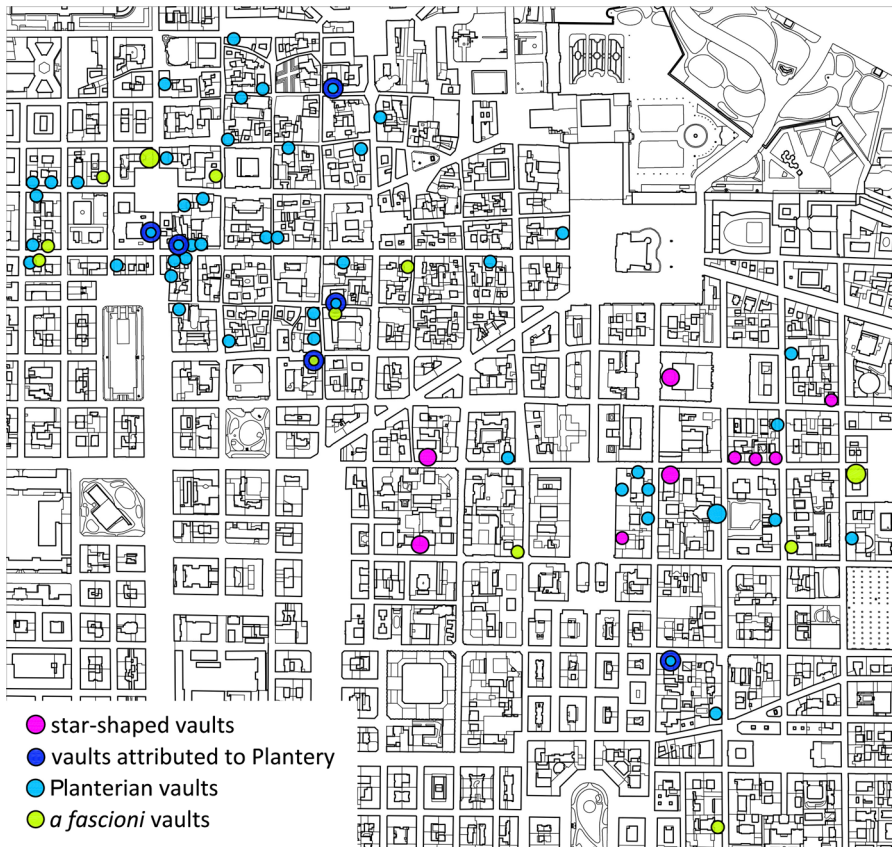 star-shaped vaults
vaults attributed to Plantery
Planterian vaults
a fascioni vaults